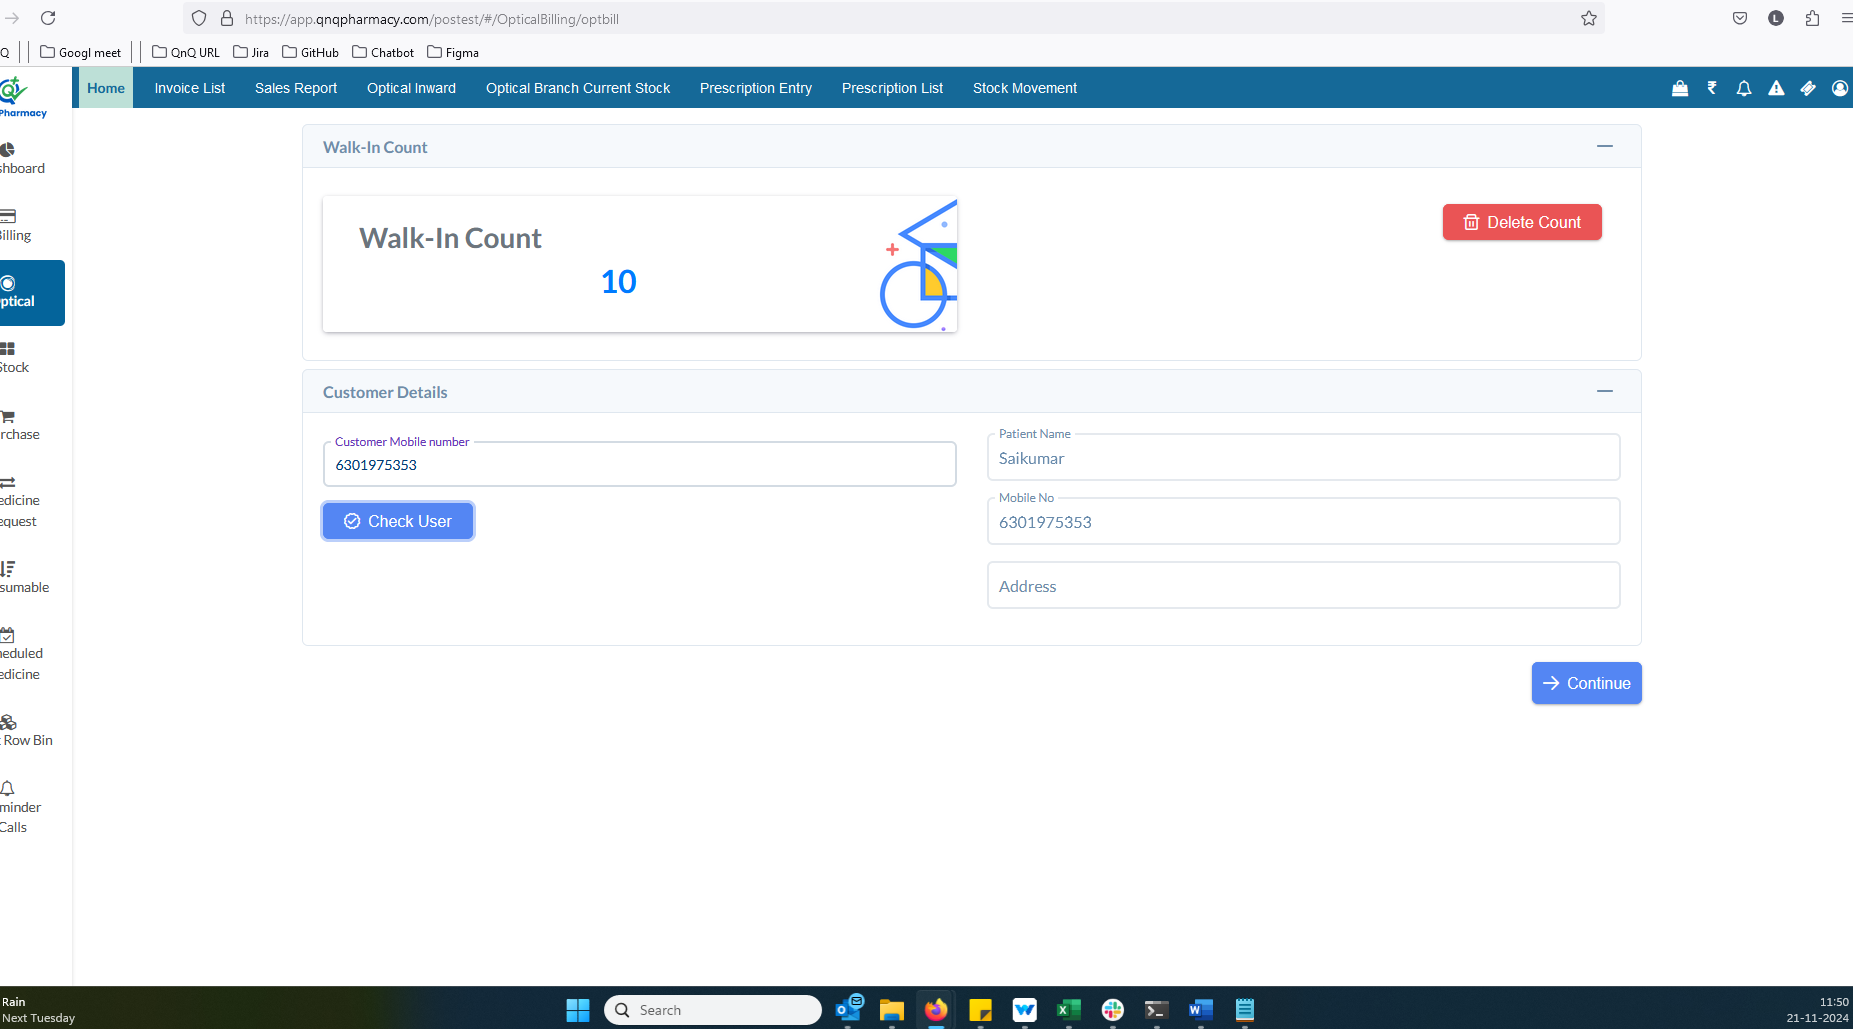 https://app.qnqpharmacy.com/postest/#/OpticalBilling/optbill
L
Q
Googl meet
QnQ URL
Jira
GitHub
Chatbot
Figma
Pharmacy
Home
Invoice List
Sales Report
Optical Inward
Optical Branch Current Stock
Prescription Entry
Prescription List
Stock Movement
₹
shboard
Billing
ptical
Stock
rchase
edicine
equest
sumable
heduled
edicine
Row Bin
minder
Calls
Walk-In Count
Walk-In Count
10
Delete Count
Customer Details
Customer Mobile number
6301975353
Check User
Patient Name
Saikumar
Mobile No
6301975353
Address
Continue
Rain
Next Tuesday
Search
11:50
21-11-2024